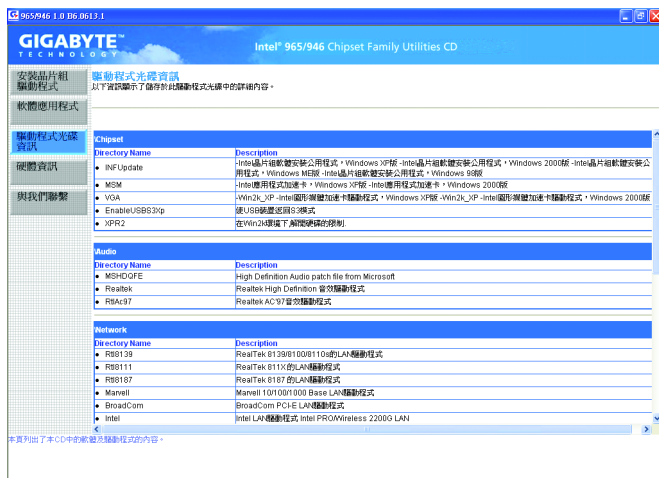 965/946 1.0 B6.0613.1
GIGABYTE™
TECHNOLOGY
Intel® 965/946 Chipset Family Utilities CD
安裝晶片組
驅動程式
軟體應用程式
驅動程式光碟
資訊
硬體資訊
與我們聯繫
驅動程式光碟資訊
以下資訊顯示了儲存於此驅動程式光碟中的詳細內容。
\Chipset
Directory Name Description
• INFUpdate -Intel晶片組軟體安裝公用程式，Windows XP版 -Intel晶片組軟體安裝公用程式，Windows 2000版 -Intel晶片組軟體安裝公
用程式，Windows ME版 -Intel晶片組軟體安裝公用程式，Windows 98版
• MSM -Intel應用程式加速卡，Windows XP版 -Intel應用程式加速卡，Windows 2000版
• VGA -Win2k_XP -Intel圖形媒體加速卡驅動程式，Windows XP版 -Win2k_XP -Intel圖形媒體加速卡驅動程式，Windows 2000版
• EnableUSBS3Xp 使USB裝置返回S3模式
• XPR2 在Win2k環境下,解開硬碟的限制.
\Audio
Directory Name Description
• MSHDQFE High Definition Audio patch file from Microsoft
• Realtek Realtek High Definition 音效驅動程式
• RtlAc97 Realtek AC'97音效驅動程式
\Network
Directory Name Description
• Rtl8139 RealTek 8139/8100/8110s的LAN驅動程式
• Rtl8111 RealTek 811X 的LAN驅動程式
• Rtl8187 RealTek 8187 的LAN驅動程式
• Marvell Marvell 10/100/1000 Base LAN驅動程式
• BroadCom BroadCom PCI-E LAN驅動程式
• Intel Intel LAN驅動程式 Intel PRO/Wireless 2200G LAN
本頁列出了本CD中的軟體及驅動程式的內容。